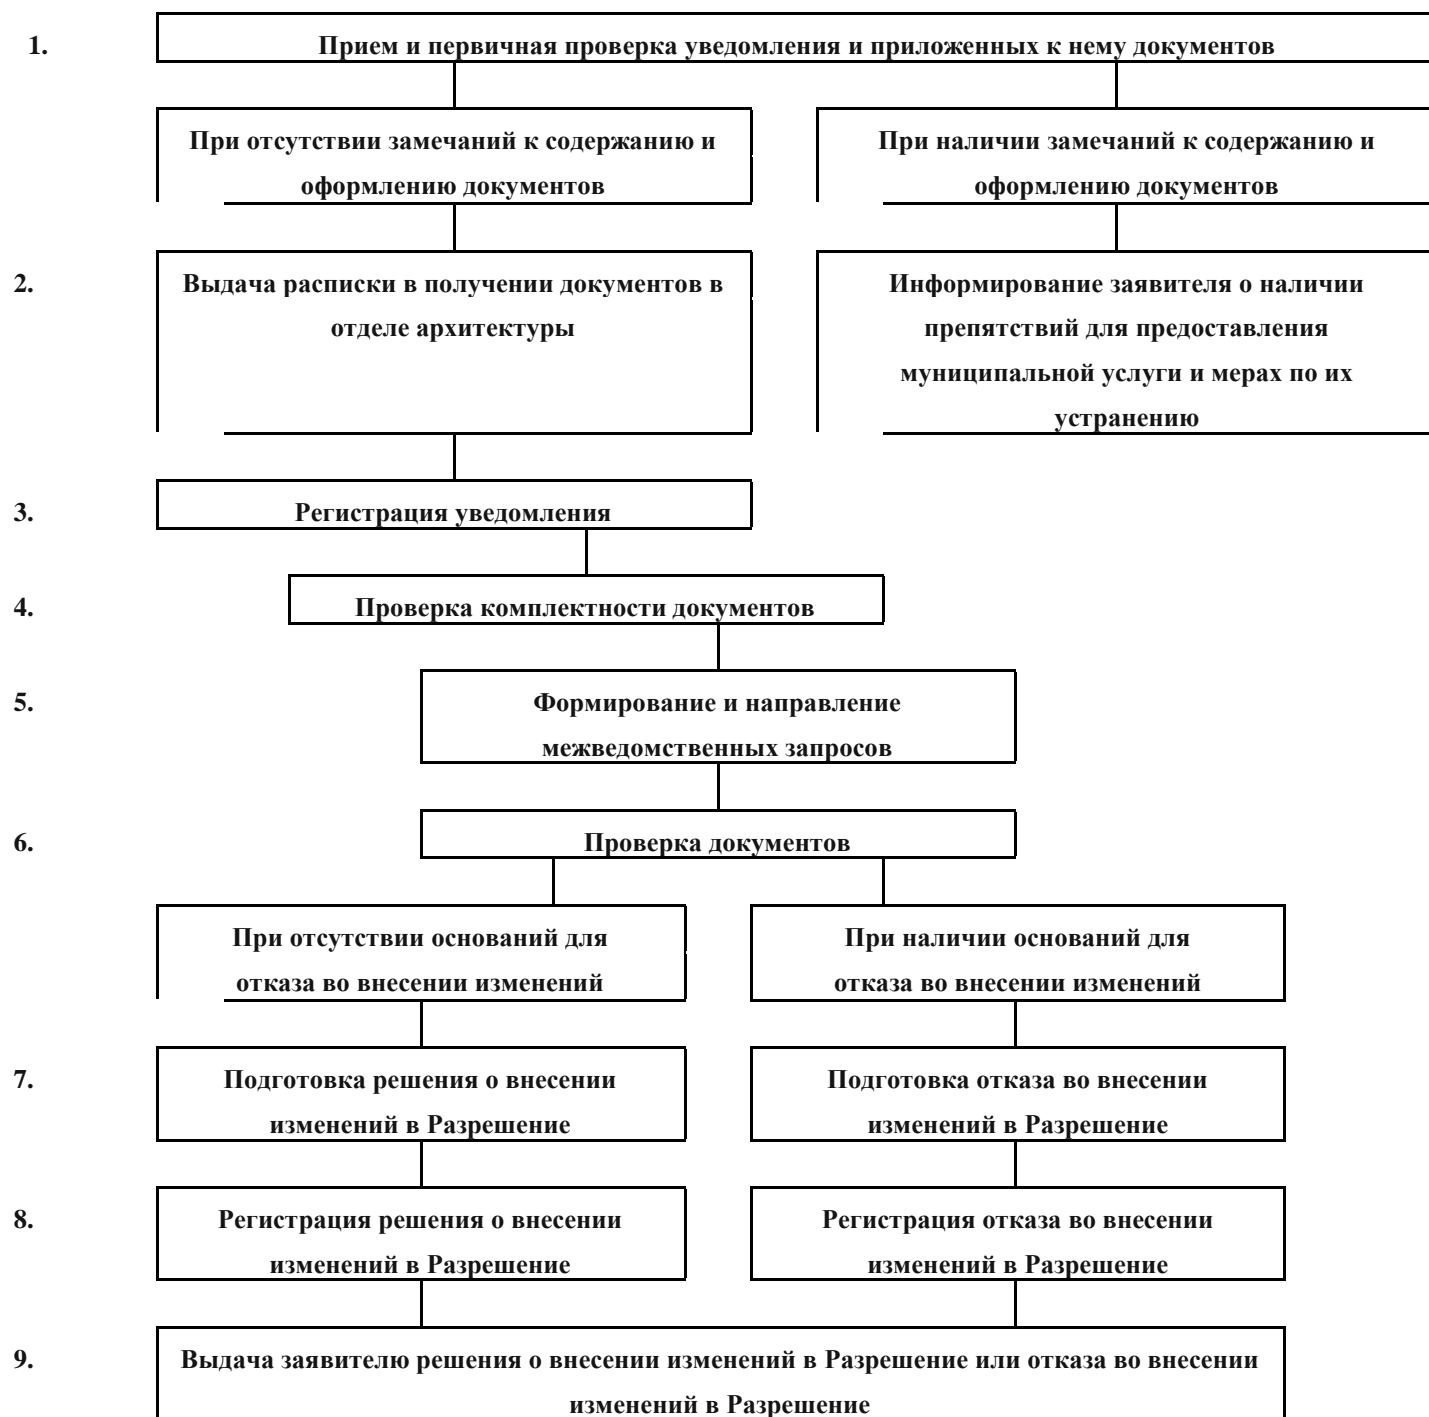 1. Прием и первичная проверка уведомления и приложенных к нему документов
При отсутствии замечаний к содержанию и
оформлению документов
При наличии замечаний к содержанию и
оформлению документов
2. Выдача расписки в получении документов в
отделе архитектуры
Информирование заявителя о наличии
препятствий для предоставления
муниципальной услуги и мерах по их
устранению
3. Регистрация уведомления
4. Проверка комплектности документов
5. Формирование и направление
межведомственных запросов
6. Проверка документов
При отсутствии оснований для
отказа во внесении изменений
При наличии оснований для
отказа во внесении изменений
7. Подготовка решения о внесении
изменений в Разрешение
Подготовка отказа во внесении
изменений в Разрешение
8. Регистрация решения о внесении
изменений в Разрешение
Регистрация отказа во внесении
изменений в Разрешение
9. Выдача заявителю решения о внесении изменений в Разрешение или отказа во внесении
изменений в Разрешение